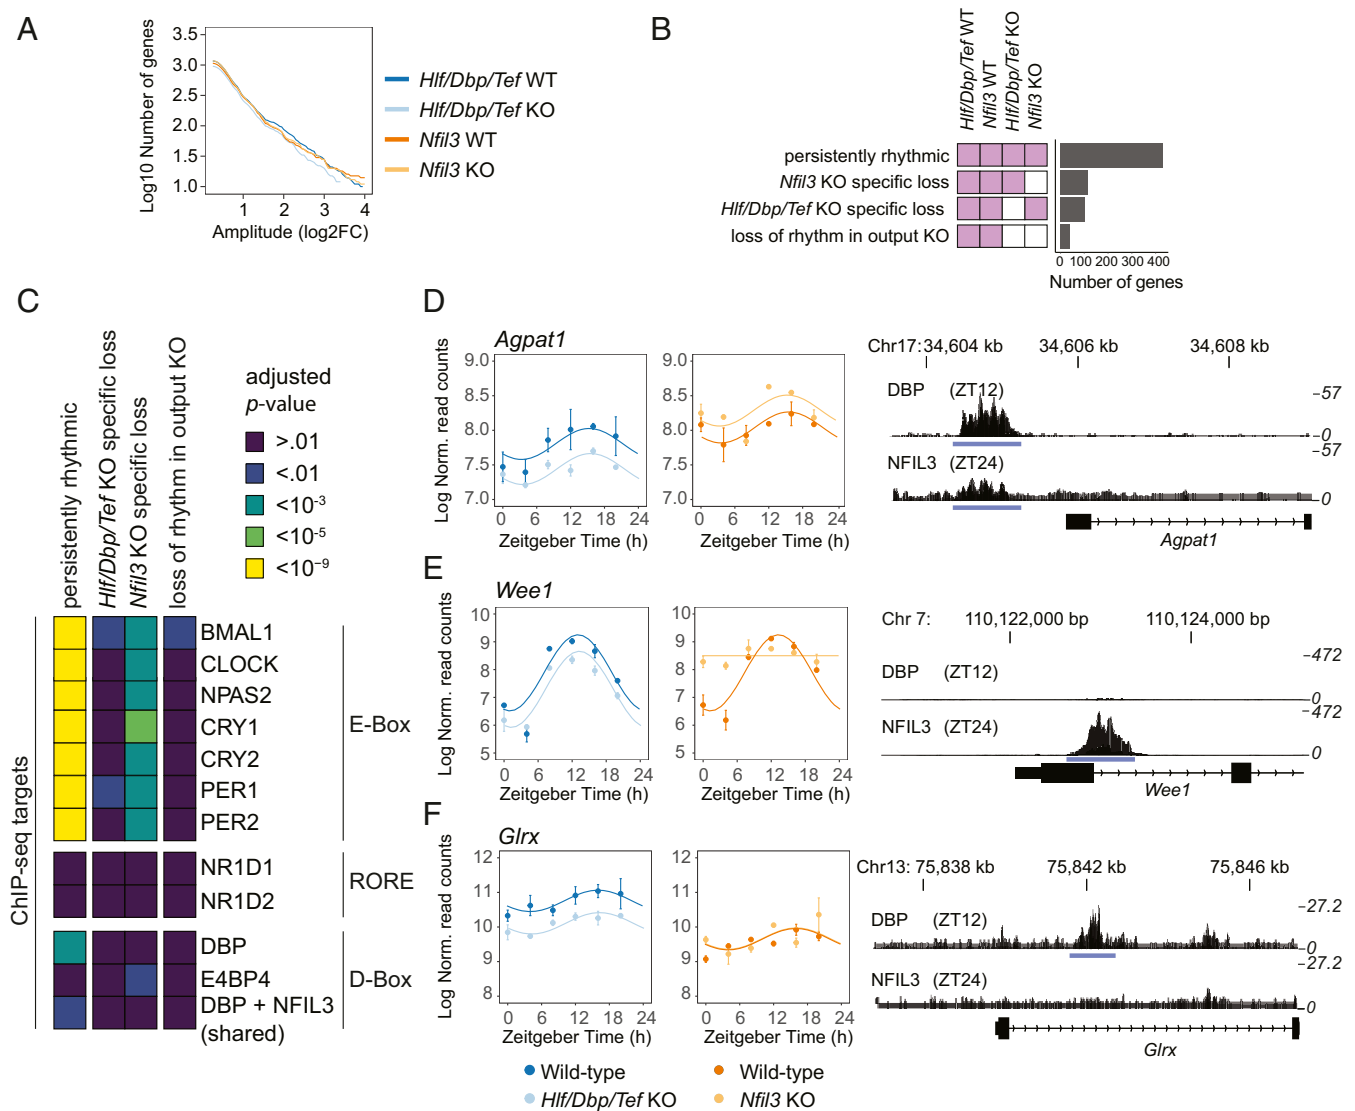 A
Log10 Number of genes
3.5
3.0
2.5
2.0
1.5
1.0
1 2 3 4
Amplitude (log2FC)
Hlf/Dbp/Tef WT
Hlf/Dbp/Tef KO
Nfil3 WT
Nfil3 KO
B
Hlf/Dbp/Tef WT
Nfil3 WT
Hlf/Dbp/Tef KO
Nfil3 KO
persistently rhythmic
Nfil3 KO specific loss
Hlf/Dbp/Tef KO specific loss
loss of rhythm in output KO
0 100 200 300 400
Number of genes
C
persistently rhythmic
Hlf/Dbp/Tef KO specific loss
Nfil3 KO specific loss
loss of rhythm in output KO
adjusted
p-value
>.01
<.01
<10⁻³
<10⁻⁵
<10⁻⁹
ChIP-seq targets
BMAL1
CLOCK
NPAS2
CRY1
CRY2
PER1
PER2
E-Box
NR1D1
NR1D2
RORE
DBP
E4BP4
DBP + NFIL3
(shared)
D-Box
D
Agpat1
Log Norm. read counts
9.0
8.5
8.0
7.5
7.0
0 6 12 18 24
Zeitgeber Time (h)
9.0
8.5
8.0
7.5
7.0
0 6 12 18 24
Zeitgeber Time (h)
Chr17: 34,604 kb 34,606 kb 34,608 kb
DBP (ZT12)
57
0
57
NFIL3 (ZT24)
0
Agpat1
E
Wee1
Log Norm. read counts
10
9
8
7
6
5
0 6 12 18 24
Zeitgeber Time (h)
10
9
8
7
6
5
0 6 12 18 24
Zeitgeber Time (h)
Chr 7: 110,122,000 bp 110,124,000 bp
472
DBP (ZT12)
0
472
NFIL3 (ZT24)
0
Wee1
F
Glrx
Log Norm. read counts
12
11
10
9
8
0 6 12 18 24
Zeitgeber Time (h)
12
11
10
9
8
0 6 12 18 24
Zeitgeber Time (h)
Chr13: 75,838 kb 75,842 kb 75,846 kb
27.2
DBP (ZT12)
0
27.2
NFIL3 (ZT24)
0
Glrx
Wild-type
Hlf/Dbp/Tef KO
Wild-type
Nfil3 KO